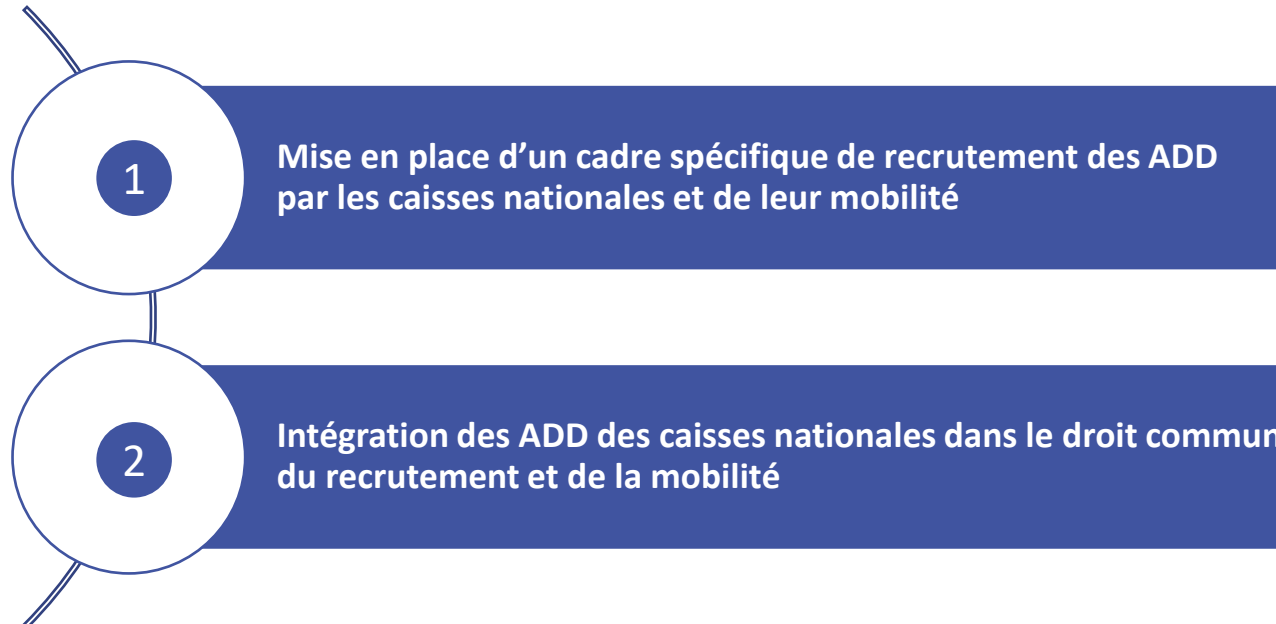 1
Mise en place d’un cadre spécifique de recrutement des ADD
par les caisses nationales et de leur mobilité
2
Intégration des ADD des caisses nationales dans le droit commun
du recrutement et de la mobilité